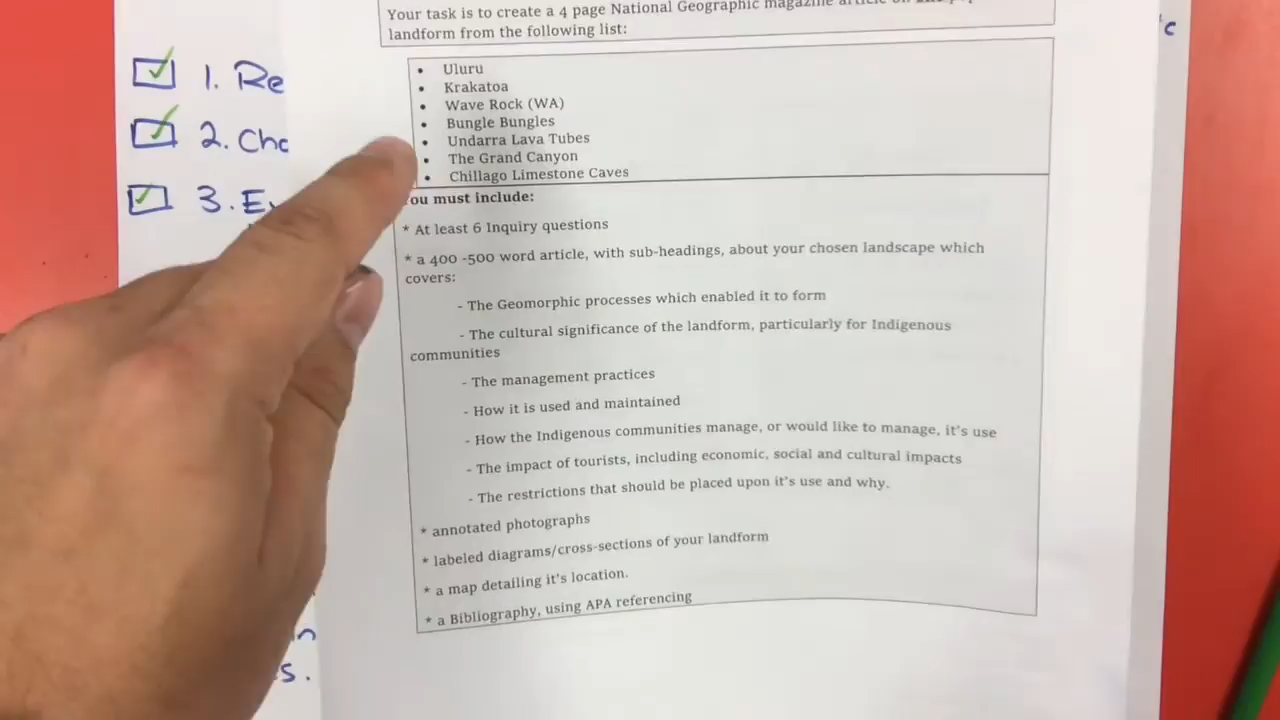 Your task is to create a 4 page National Geographic magazine article on
landform from the following list:
1. Re
2. Cho
3. Ex
• Uluru
• Krakatoa
• Wave Rock (WA)
• Bungle Bungles
• Undarra Lava Tubes
• The Grand Canyon
• Chillago Limestone Caves
ou must include:
* At least 6 Inquiry questions
* a 400 -500 word article, with sub-headings, about your chosen landscape which
covers:
- The Geomorphic processes which enabled it to form
- The cultural significance of the landform, particularly for Indigenous
communities
- The management practices
- How it is used and maintained
- How the Indigenous communities manage, or would like to manage, it's use
- The impact of tourists, including economic, social and cultural impacts
- The restrictions that should be placed upon it's use and why.
* annotated photographs
* labeled diagrams/cross-sections of your landform
* a map detailing it's location.
* a Bibliography, using APA referencing
s.